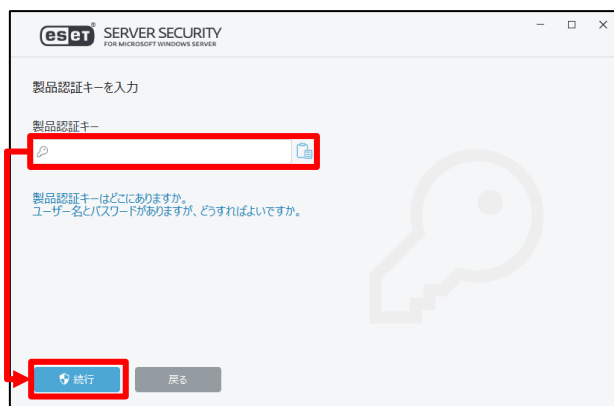 eset® SERVER SECURITY
FOR MICROSOFT WINDOWS SERVER
製品認証キーを入力
製品認証キー
製品認証キーはどこにありますか。
ユーザー名とパスワードがありますが、どうすればよいですか。
続行
戻る